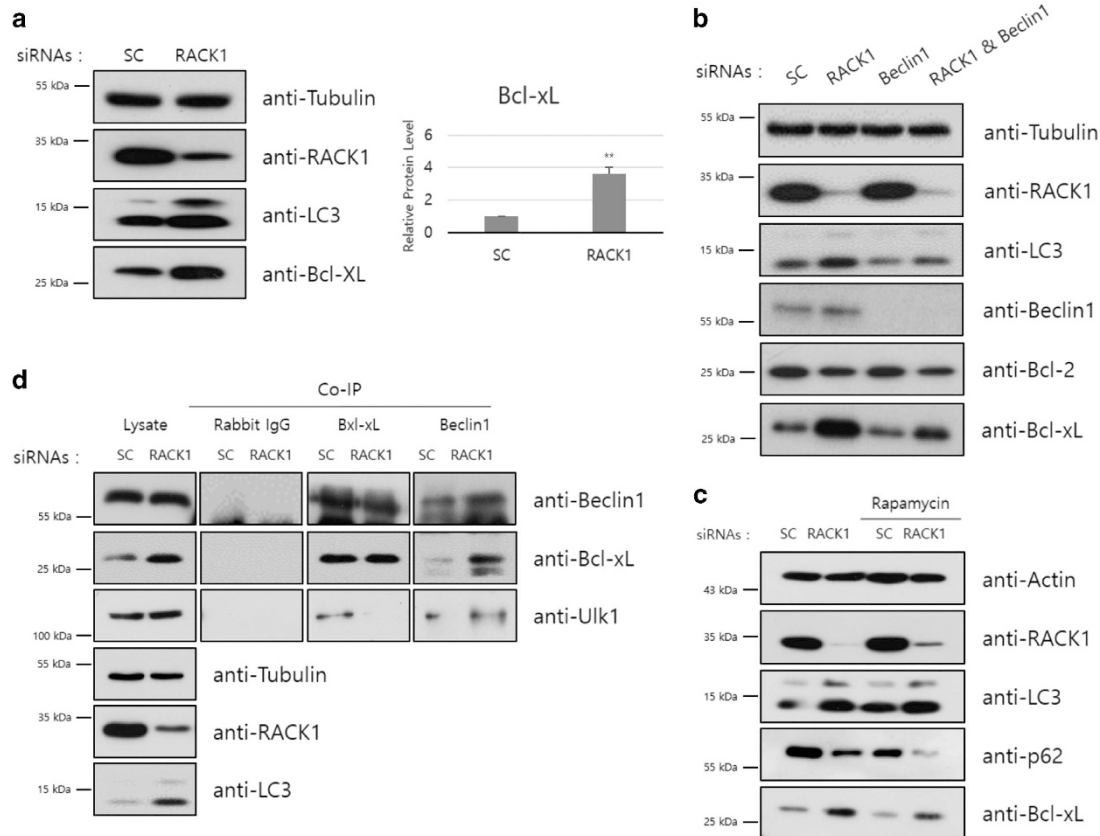 a
siRNAs : SC RACK1
55 kDa anti-Tubulin
35 kDa anti-RACK1
15 kDa anti-LC3
25 kDa anti-Bcl-XL
Bcl-xL
Relative Protein Level
6
4
2
0
**
SC RACK1
b
siRNAs : SC RACK1 Beclin1 RACK1 & Beclin1
55 kDa anti-Tubulin
35 kDa anti-RACK1
15 kDa anti-LC3
55 kDa anti-Beclin1
25 kDa anti-Bcl-2
25 kDa anti-Bcl-xL
d
Co-IP
Lysate Rabbit IgG Bxl-xL Beclin1
siRNAs : SC RACK1 SC RACK1 SC RACK1 SC RACK1
55 kDa anti-Beclin1
25 kDa anti-Bcl-xL
100 kDa anti-Ulk1
55 kDa anti-Tubulin
35 kDa anti-RACK1
15 kDa anti-LC3
c
Rapamycin
siRNAs : SC RACK1 SC RACK1
43 kDa anti-Actin
35 kDa anti-RACK1
15 kDa anti-LC3
55 kDa anti-p62
25 kDa anti-Bcl-xL